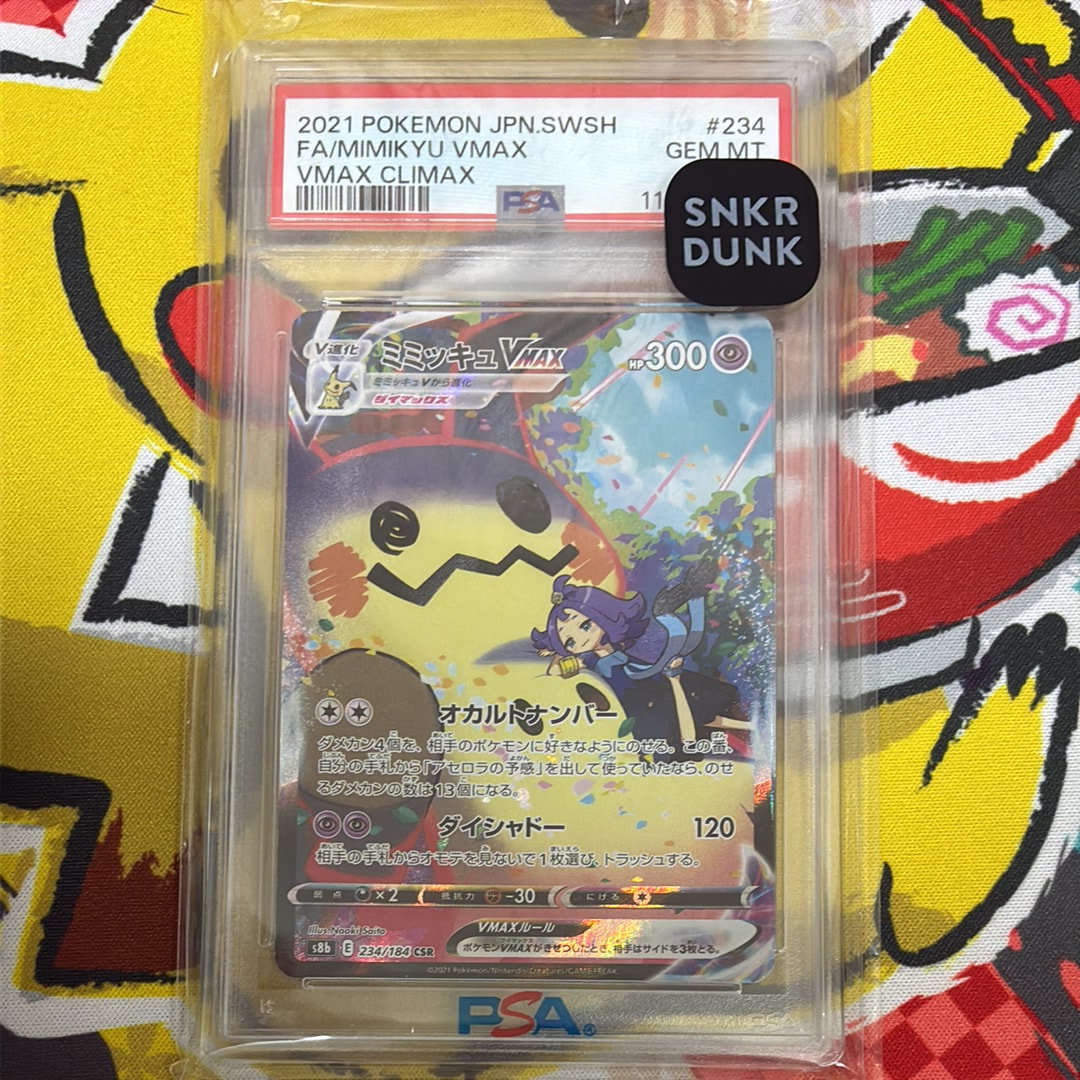 2021 POKEMON JPN.SWSH #234
FA/MIMIKYU VMAX GEM MT
VMAX CLIMAX
PSA 11
SNKR
DUNK
V進化 ミミッキュVMAX HP300
ミミッキュVから進化
ダイマックス
オカルトナンバー
ダメカン4個を、相手のポケモンに好きなようにのせる。この番、
自分の手札から「アセロラの予感」を出して使っていたなら、のせ
るダメカンの数は13個になる。
ダイシャドー 120
相手の手札からオモテを見ないで1枚選び、トラッシュする。
弱点 ×2 抵抗力 -30 にげる
Illus. Naoki Saito
VMAXルール
s8b E 234/184 CSR
ポケモンVMAXがきぜつしたとき、相手はサイドを3枚とる。
©2021 Pokémon/Nintendo/Creatures/GAME FREAK.
PSA®